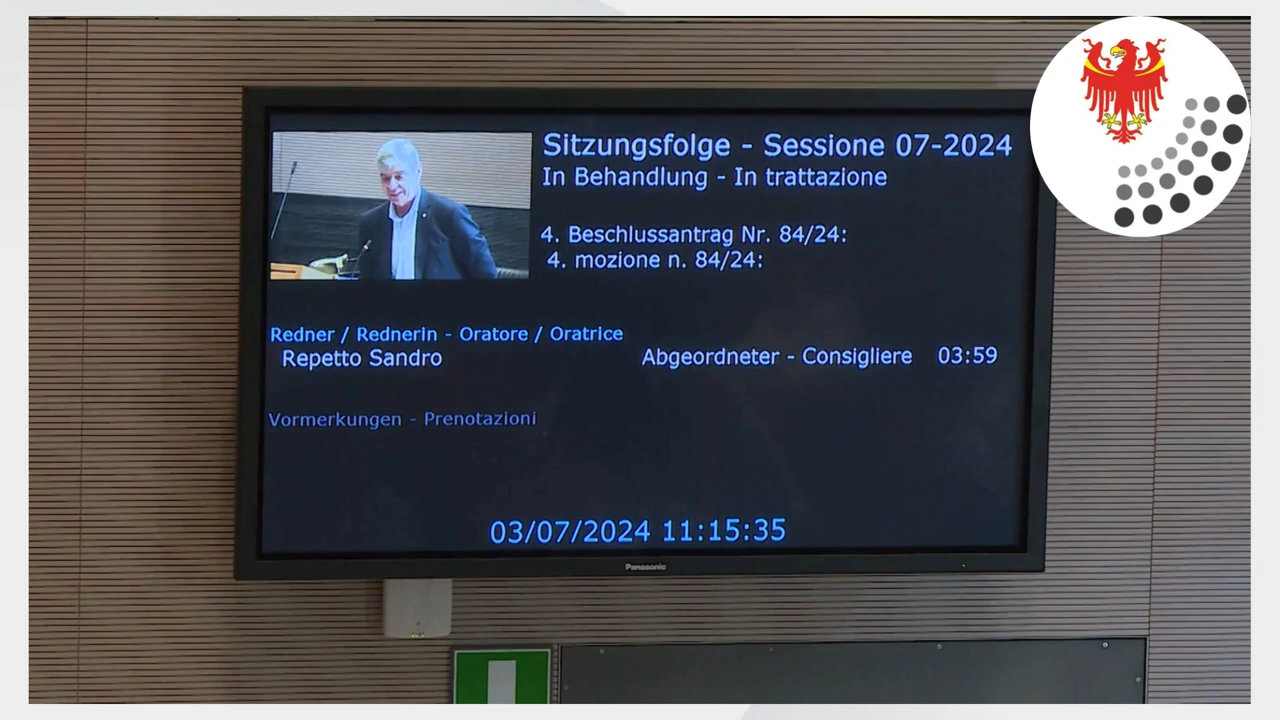 Sitzungsfolge - Sessione 07-2024
In Behandlung - In trattazione
4. Beschlussantrag Nr. 84/24:
4. mozione n. 84/24:
Redner / Rednerin - Oratore / Oratrice
Repetto Sandro Abgeordneter - Consigliere 03:59
Vormerkungen - Prenotazioni
03/07/2024 11:15:35
Panasonic